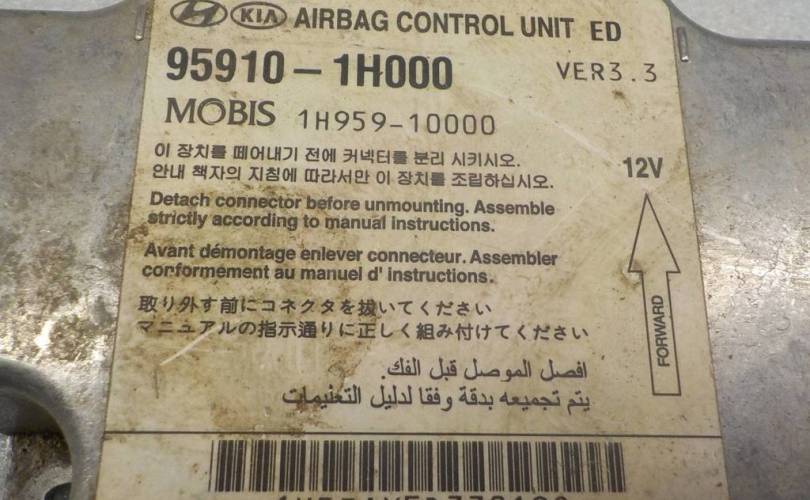 HYUNDAI KIA AIRBAG CONTROL UNIT ED
95910-1H000 VER3.3
MOBIS 1H959-10000
이 장치를 떼어내기 전에 커넥터를 분리 시키시오.
안내 책자의 지침에 따라서만 이 장치를 조립하십시오.
12V
Detach connector before unmounting. Assemble
strictly according to manual instructions.
Avant démontage enlever connecteur. Assembler
conformement au manuel d' instructions.
取り外す前にコネクタを抜いてください
マニュアルの指示通りに正しく組み付けてください
FORWARD
افصل الموصل قبل الفك.
يتم تجميعه بدقة وفقا لدليل التعليمات